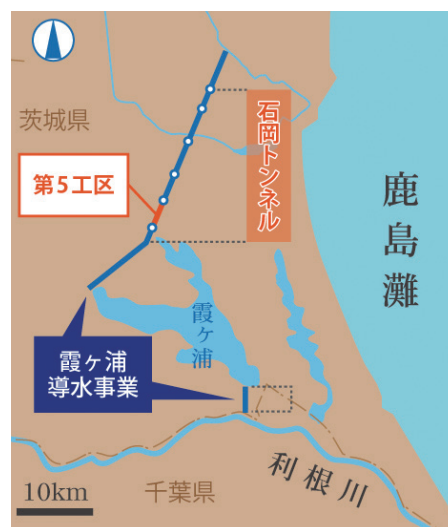 茨城県
第5工区
石岡トンネル
鹿島灘
霞ヶ浦
霞ヶ浦
導水事業
利根川
10km
千葉県